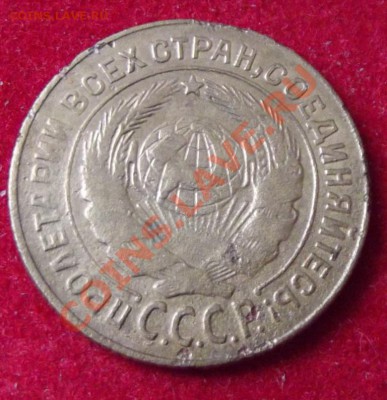 COINS.LAVE.RU
ПРОЛЕТАРИИ ВСЕХ СТРАН, СОЕДИНЯЙТЕСЬ!
С.С.С.Р.
COINS.LAVE.RU